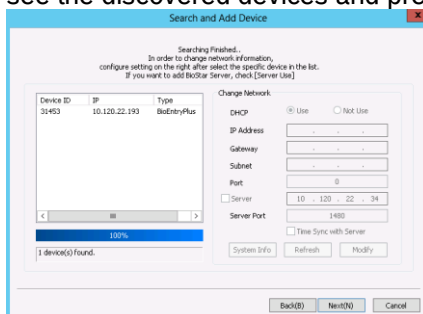 see the discovered devices and pre
Search and Add Device
x
Searching Finished..
In order to change network information,
configure setting on the right after select the specific device in the list.
If you want to add BioStar Server, check [Server Use]
Device ID IP Type
31453 10.120.22.193 BioEntryPlus
100%
1 device(s) found.
Change Network
DHCP Use Not Use
IP Address . . .
Gateway . . .
Subnet . . .
Port 0
Server 10 . 120 . 22 . 34
Server Port 1480
Time Sync with Server
System Info Refresh Modify
Back(B) Next(N) Cancel